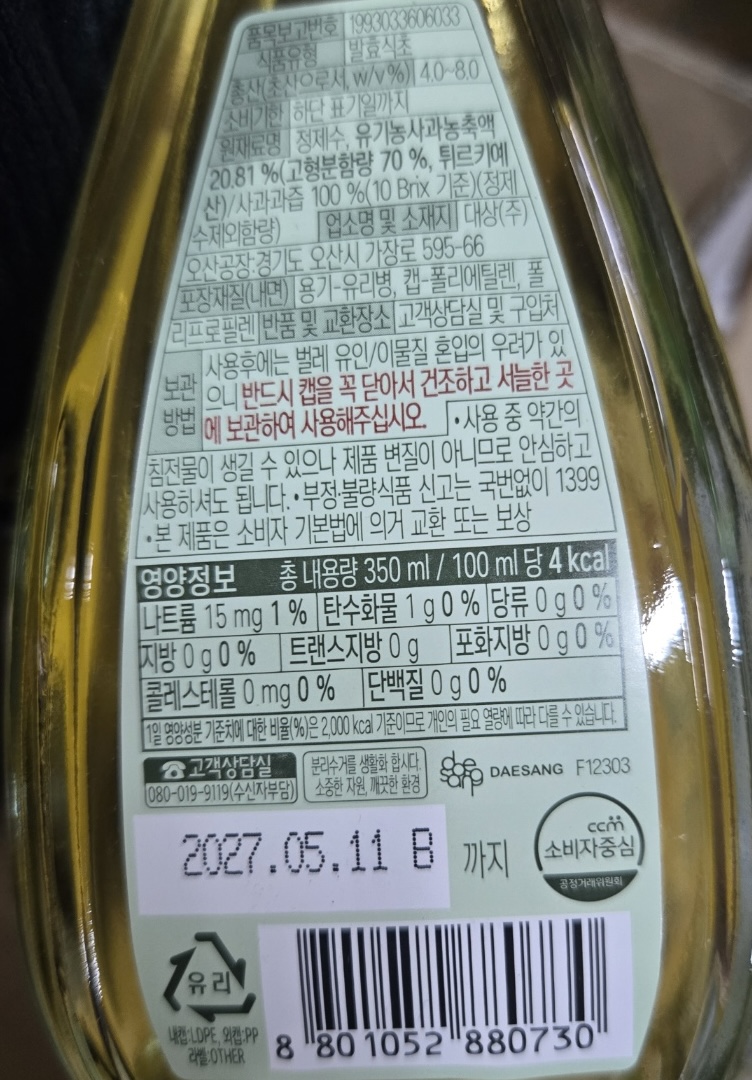 품목보고번호 1993033606033
식품유형 발효식초
총산(초산으로서, w/v%) 4.0~8.0
소비기한 하단 표기일까지
원재료명 정제수, 유기농사과농축액
20.81 %(고형분함량 70 %, 튀르키예
산)/사과과즙 100 %(10 Brix 기준)(정제
수제외함량) 업소명 및 소재지 대상(주)
오산공장:경기도 오산시 가장로 595-66
포장재질(내면) 용기-유리병, 캡-폴리에틸렌, 폴
리프로필렌 반품 및 교환장소 고객상담실 및 구입처
보관방법 사용후에는 벌레 유인/이물질 혼입의 우려가 있
으니 반드시 캡을 꼭 닫아서 건조하고 서늘한 곳
에 보관하여 사용해주십시오. •사용 중 약간의
침전물이 생길 수 있으나 제품 변질이 아니므로 안심하고
사용하셔도 됩니다.•부정·불량식품 신고는 국번없이 1399
•본 제품은 소비자 기본법에 의거 교환 또는 보상
영양정보 총 내용량 350 ml / 100 ml 당 4 kcal
나트륨 15 mg 1 % 탄수화물 1 g 0 % 당류 0 g 0 %
지방 0 g 0 % 트랜스지방 0 g 포화지방 0 g 0 %
콜레스테롤 0 mg 0 % 단백질 0 g 0 %
1일 영양성분 기준치에 대한 비율(%)은 2,000 kcal 기준이므로 개인의 필요 열량에 따라 다를 수 있습니다.
☎고객상담실
080-019-9119(수신자부담)
분리수거를 생활화 합시다.
소중한 자원, 깨끗한 환경
daesang DAESANG F12303
2027.05.11 B 까지
ccm
소비자중심
공정거래위원회
유리
내캡:LDPE, 외캡:PP
라벨:OTHER
8 801052 880730